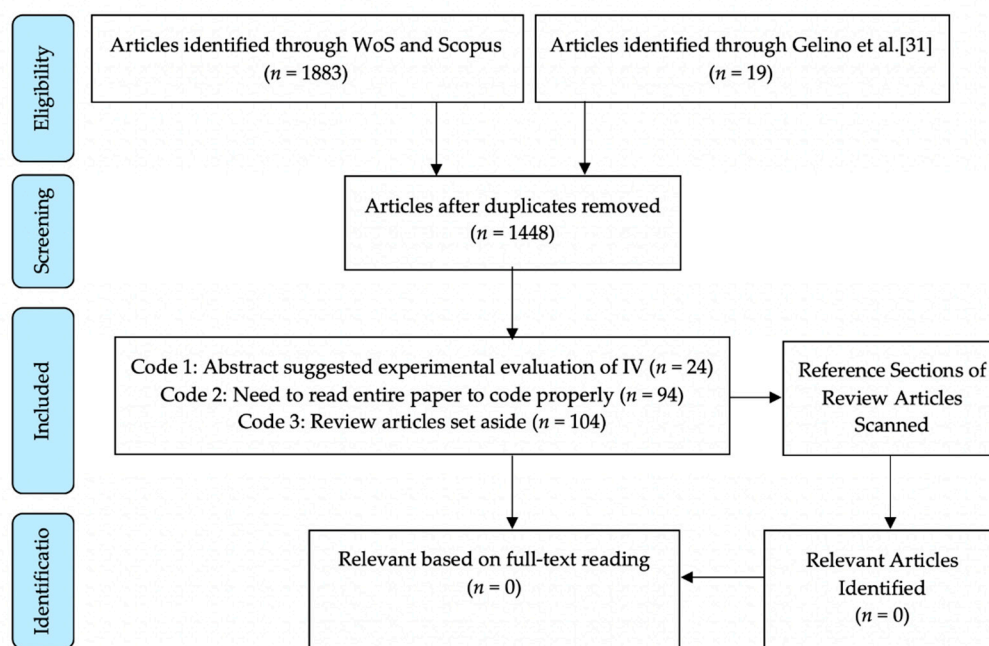 Eligibility
Articles identified through WoS and Scopus
(n = 1883)
Articles identified through Gelino et al.[31]
(n = 19)
Screening
Articles after duplicates removed
(n = 1448)
Included
Code 1: Abstract suggested experimental evaluation of IV (n = 24)
Code 2: Need to read entire paper to code properly (n = 94)
Code 3: Review articles set aside (n = 104)
Reference Sections of
Review Articles
Scanned
Identificatio
Relevant based on full-text reading
(n = 0)
Relevant Articles
Identified
(n = 0)